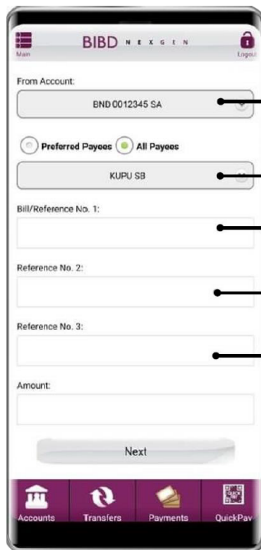 BIBD NEXGEN
Main
Logout
From Account:
BND 0012345 SA
Preferred Payees All Payees
KUPU SB
Bill/Reference No. 1:
Reference No. 2:
Reference No. 3:
Amount:
Next
Accounts Transfers Payments QuickPay